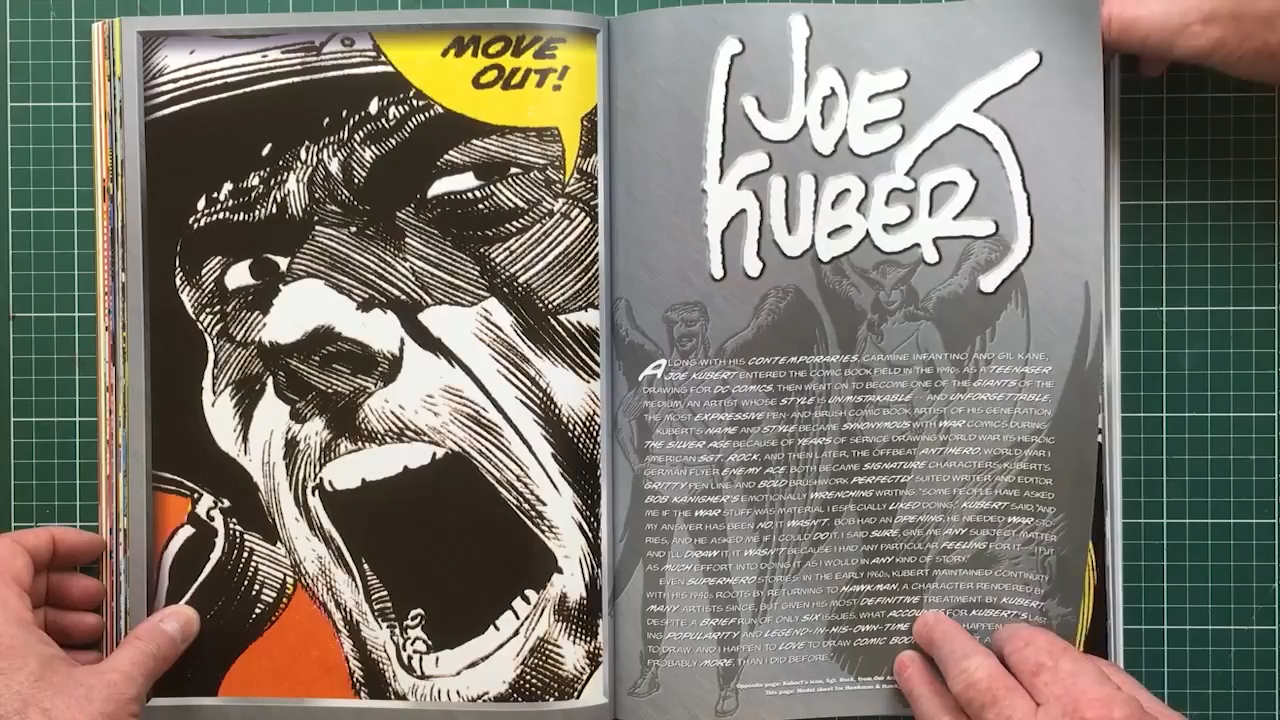 MOVE
OUT!
JOE
KUBERT
ALONG WITH HIS CONTEMPORARIES, CARMINE INFANTINO AND GIL KANE,
JOE KUBERT ENTERED THE COMIC BOOK FIELD IN THE 1940s AS A TEENAGER
DRAWING FOR DC COMICS, THEN WENT ON TO BECOME ONE OF THE GIANTS OF THE
MEDIUM, AN ARTIST WHOSE STYLE IS UNMISTAKABLE -- AND UNFORGETTABLE,
THE MOST EXPRESSIVE PEN-AND-BRUSH COMIC BOOK ARTIST OF HIS GENERATION.
KUBERT'S NAME AND STYLE BECAME SYNONYMOUS WITH WAR COMICS DURING
THE SILVER AGE BECAUSE OF YEARS OF SERVICE DRAWING WORLD WAR II'S HEROIC
AMERICAN SGT. ROCK, AND THEN LATER, THE OFFBEAT ANTIHERO, WORLD WAR I
GERMAN FLYER ENEMY ACE. BOTH BECAME SIGNATURE CHARACTERS; KUBERT'S
GRITTY PEN LINE AND BOLD BRUSHWORK PERFECTLY SUITED WRITER AND EDITOR
BOB KANIGHER'S EMOTIONALLY WRENCHING WRITING. "SOME PEOPLE HAVE ASKED
ME IF THE WAR STUFF WAS MATERIAL I ESPECIALLY LIKED DOING," KUBERT SAID, "AND
MY ANSWER HAS BEEN NO, IT WASN'T. BOB HAD AN OPENING, HE NEEDED WAR STO-
RIES, AND HE ASKED ME IF I COULD DO IT. I SAID SURE, GIVE ME ANY SUBJECT MATTER
AND I'LL DRAW IT. IT WASN'T BECAUSE I HAD ANY PARTICULAR FEELING FOR IT -- I PUT
AS MUCH EFFORT INTO DOING IT AS I WOULD IN ANY KIND OF STORY."
EVEN SUPERHERO STORIES. IN THE EARLY 1960s, KUBERT MAINTAINED CONTINUITY
WITH HIS 1940s ROOTS BY RETURNING TO HAWKMAN, A CHARACTER RENDERED BY
MANY ARTISTS SINCE, BUT GIVEN HIS MOST DEFINITIVE TREATMENT BY KUBERT,
DESPITE A BRIEF RUN OF ONLY SIX ISSUES. WHAT ACCOUNTS FOR KUBERT'S LAST-
ING POPULARITY AND LEGEND-IN-HIS-OWN-TIME HAPPEN
TO DRAW, AND I HAPPEN TO LOVE TO DRAW COMIC
PROBABLY MORE, THAN I DID BEFORE."
Opposite page: Kubert's icon, Sgt. Rock, from Our
This page: Model sheet for Hawkman &